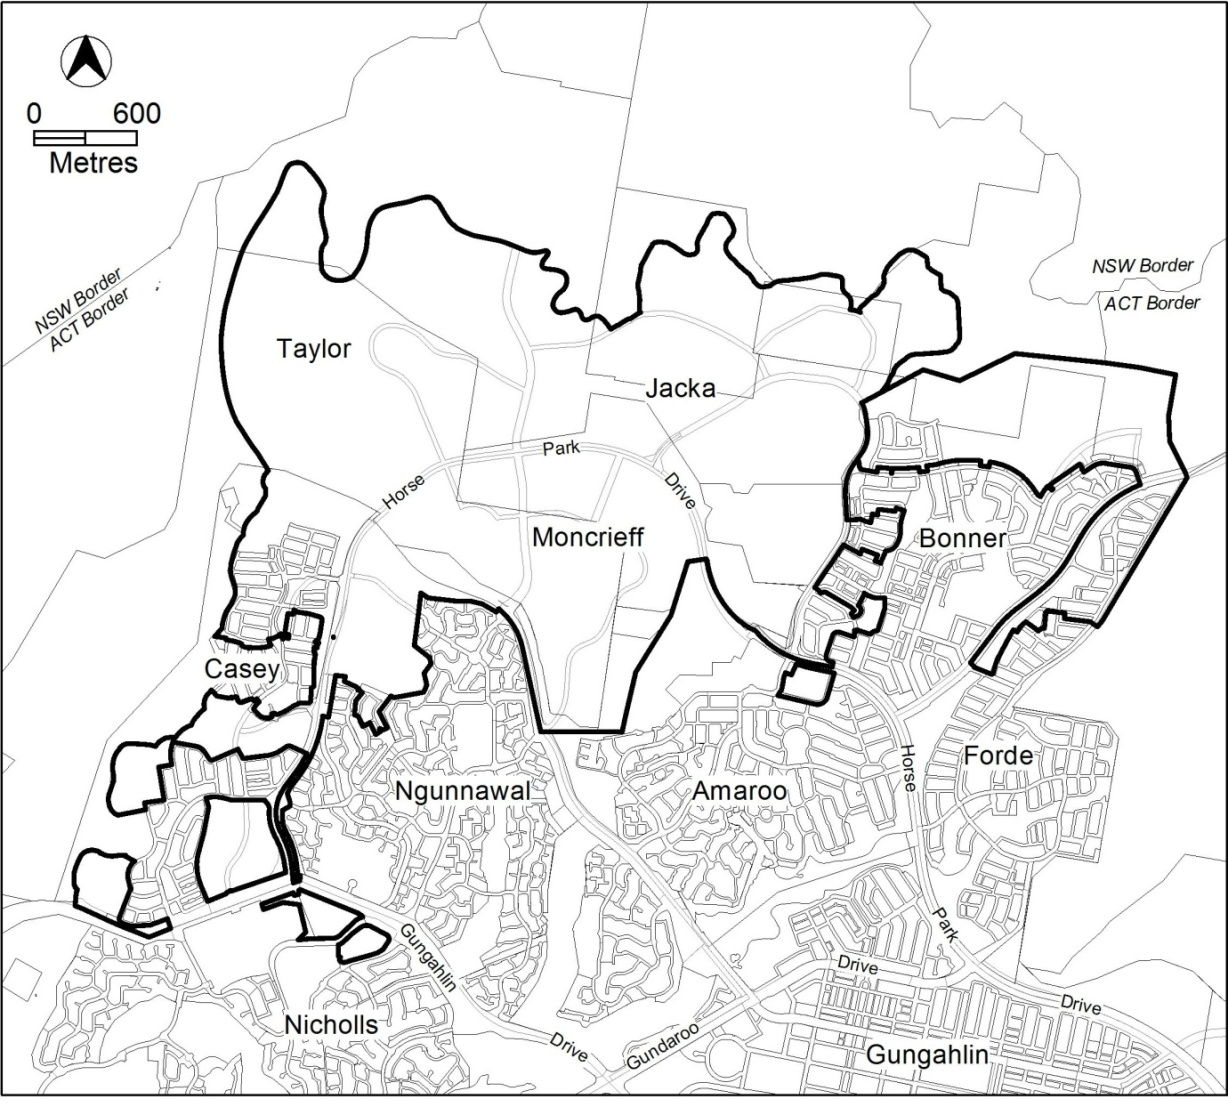 0 600
Metres
NSW Border
ACT Border
NSW Border
ACT Border
Taylor
Jacka
Park
Horse
Drive
Moncrieff
Bonner
Casey
Horse
Forde
Ngunnawal
Amaroo
Park
Gungahlin
Drive
Drive
Nicholls
Drive
Gundaroo
Gungahlin